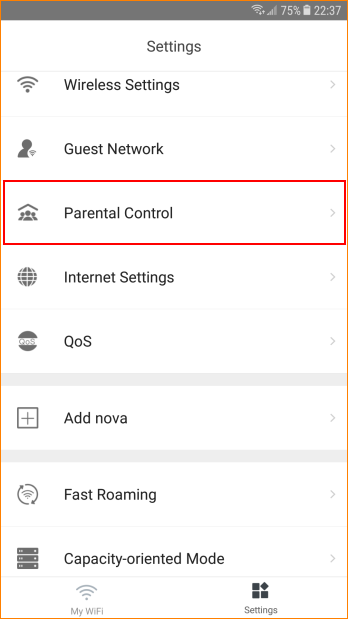 75% 22:37
Settings
Wireless Settings
Guest Network
Parental Control
Internet Settings
QoS
QoS
Add nova
Fast Roaming
Capacity-oriented Mode
My WiFi
Settings